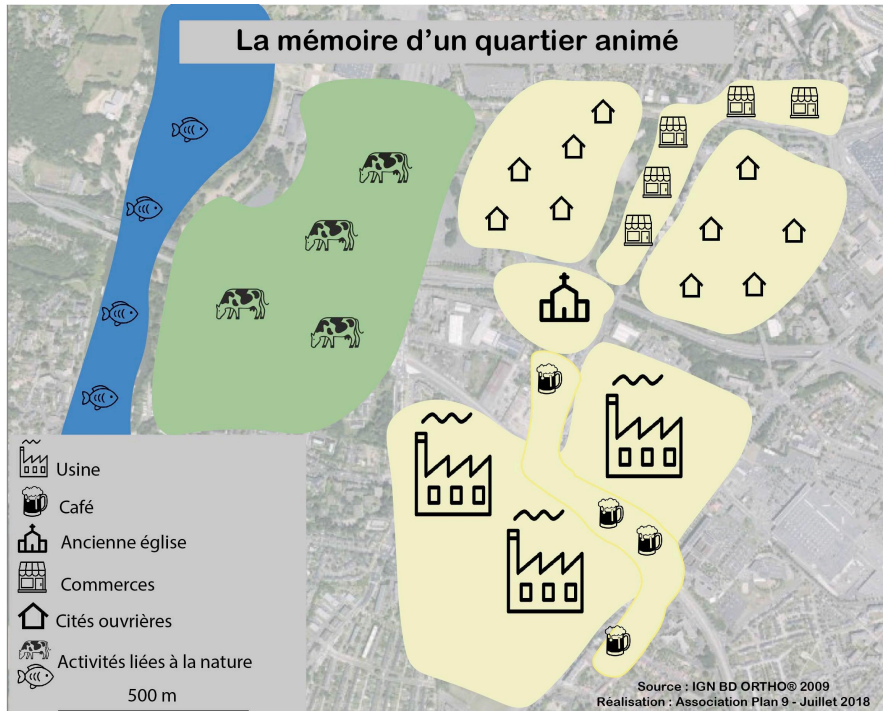 La mémoire d'un quartier animé
Usine
Café
Ancienne église
Commerces
Cités ouvrières
Activités liées à la nature
500 m
Source : IGN BD ORTHO® 2009
Réalisation : Association Plan 9 - Juillet 2018